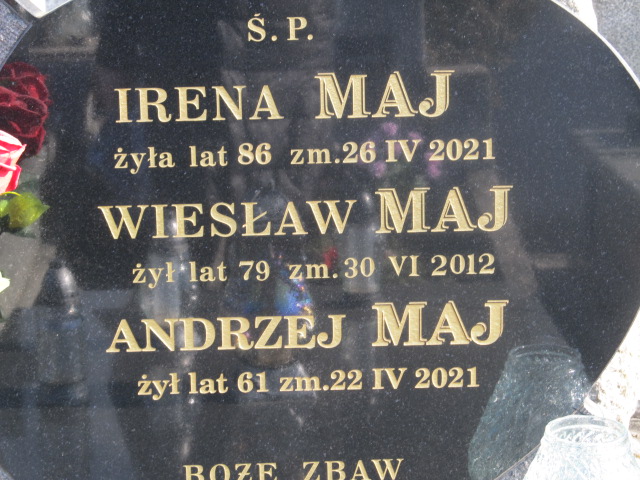 Ś.P.
IRENA MAJ
żyła lat 86 zm.26 IV 2021
WIESŁAW MAJ
żył lat 79 zm.30 VI 2012
ANDRZEJ MAJ
żył lat 61 zm.22 IV 2021
BOŻE ZBAW